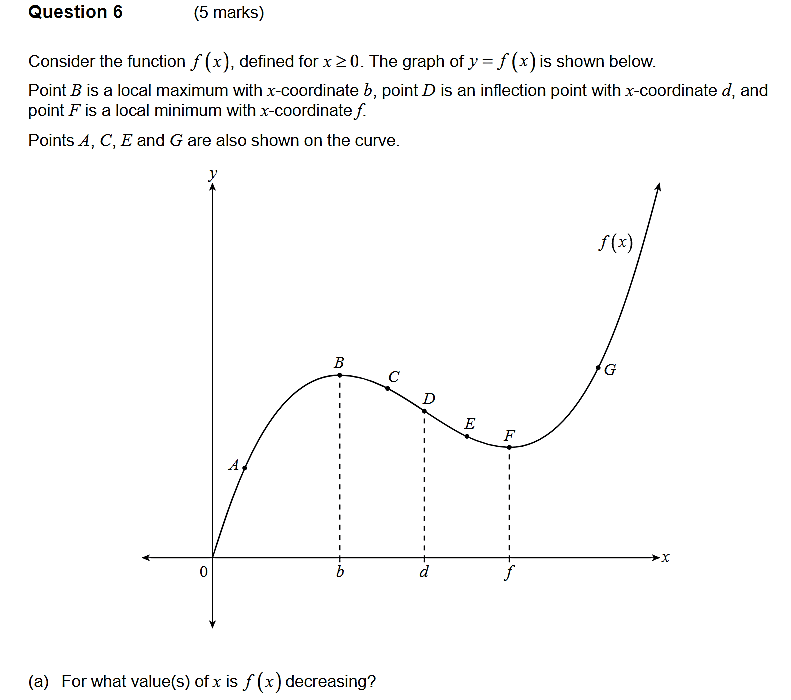 Question 6 (5 marks)
Consider the function f (x), defined for x ≥ 0. The graph of y = f (x) is shown below.
Point B is a local maximum with x-coordinate b, point D is an inflection point with x-coordinate d, and
point F is a local minimum with x-coordinate f.
Points A, C, E and G are also shown on the curve.
y
f (x)
B
C
G
D
E
F
A
x
0 b d f
(a) For what value(s) of x is f (x) decreasing?